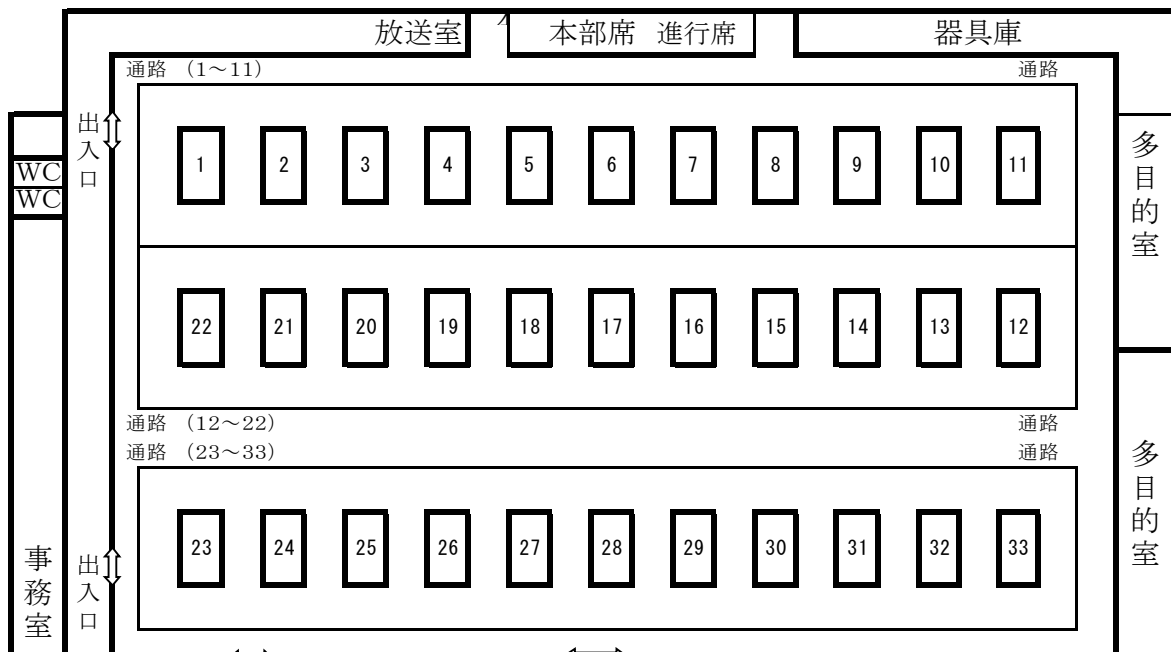 放送室
本部席 進行席
器具庫
通路 (1~11)
通路
出入口
WC
WC
1 2 3 4 5 6 7 8 9 10 11
多目的室
22 21 20 19 18 17 16 15 14 13 12
通路 (12~22)
通路
通路 (23~33)
通路
多目的室
23 24 25 26 27 28 29 30 31 32 33
事務室
出入口